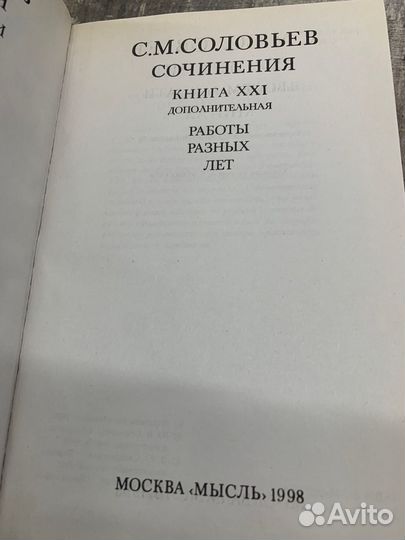 С.М.СОЛОВЬЕВ
СОЧИНЕНИЯ
КНИГА XXI
ДОПОЛНИТЕЛЬНАЯ
РАБОТЫ
РАЗНЫХ
ЛЕТ
МОСКВА «МЫСЛЬ» 1998
Avito